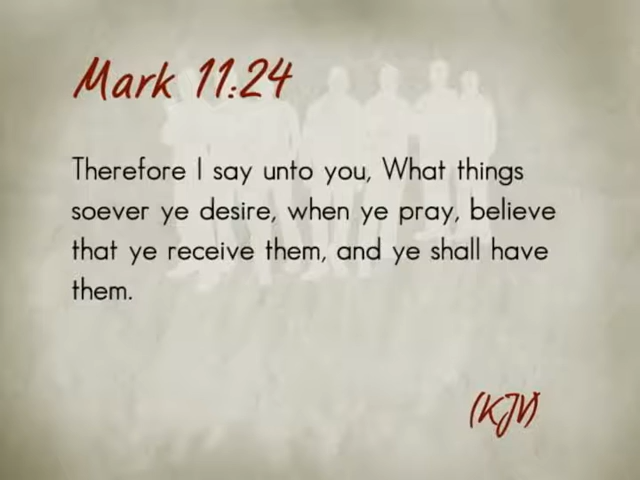 Mark 11:24
Therefore I say unto you, What things
soever ye desire, when ye pray, believe
that ye receive them, and ye shall have
them.
(KJV)